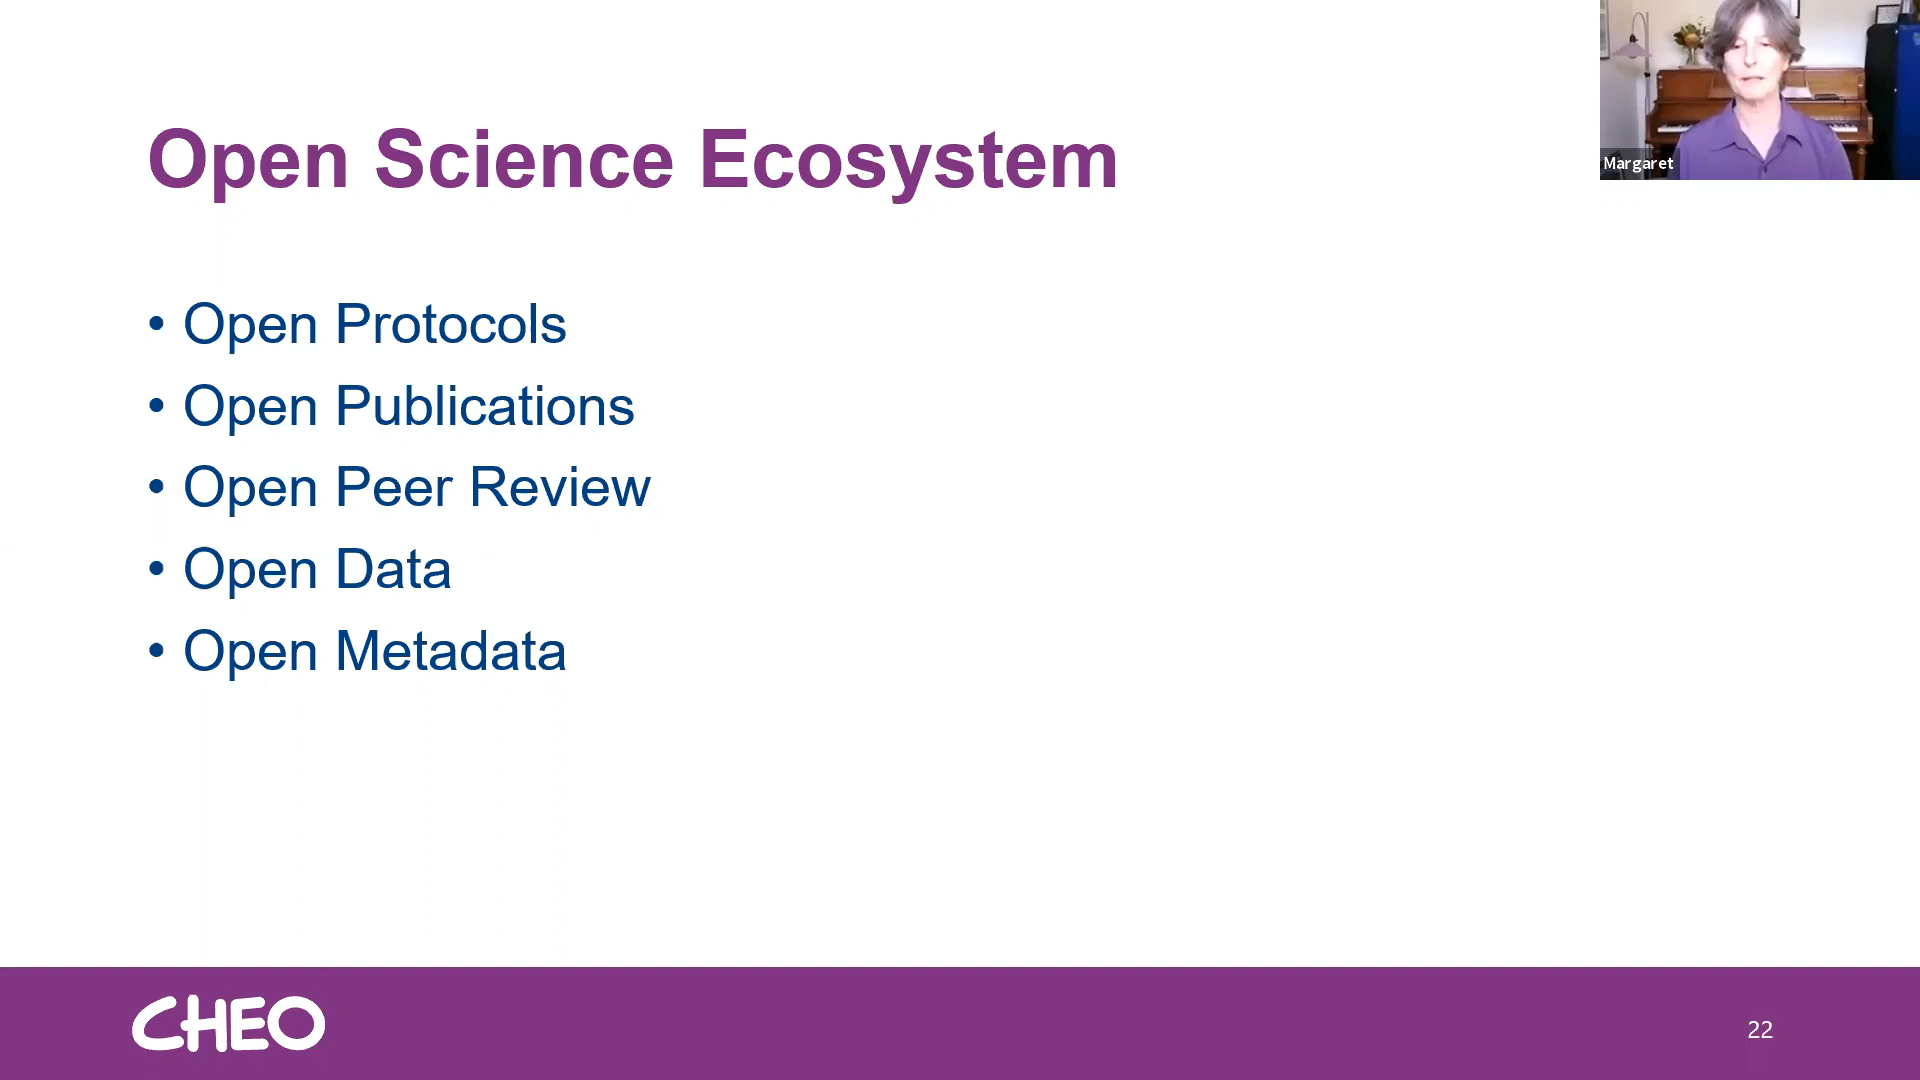 Open Science Ecosystem
Margaret
• Open Protocols
• Open Publications
• Open Peer Review
• Open Data
• Open Metadata
CHEO
22